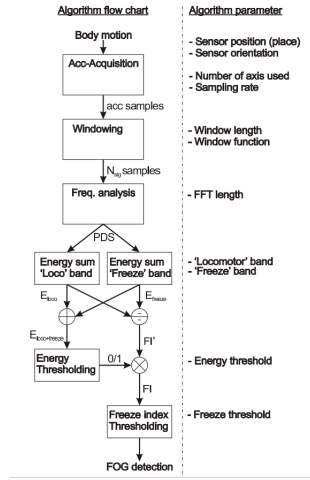 Algorithm flow chart
Algorithm parameter
Body motion
- Sensor position (place)
- Sensor orientation
Acc-Acquisition
- Number of axis used
- Sampling rate
acc samples
Windowing
- Window length
- Window function
Nsig samples
Freq. analysis
- FFT length
PDS
Energy sum 'Loco' band
Energy sum 'Freeze' band
- 'Locomotor' band
- 'Freeze' band
Eloco
Efreeze
Eloco+freeze
FI'
Energy Thresholding
0/1
- Energy threshold
FI
Freeze index Thresholding
- Freeze threshold
FOG detection